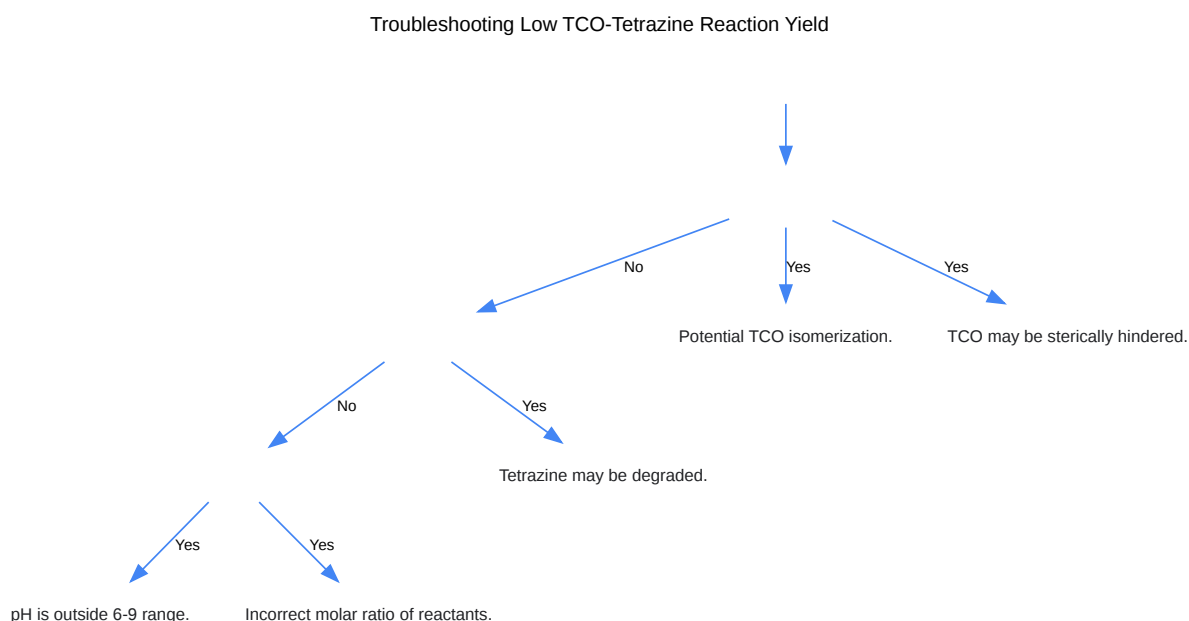 Troubleshooting Low TCO-Tetrazine Reaction Yield
No
Yes
Yes
Potential TCO isomerization.
TCO may be sterically hindered.
No
Yes
Tetrazine may be degraded.
Yes
Yes
pH is outside 6-9 range.
Incorrect molar ratio of reactants.